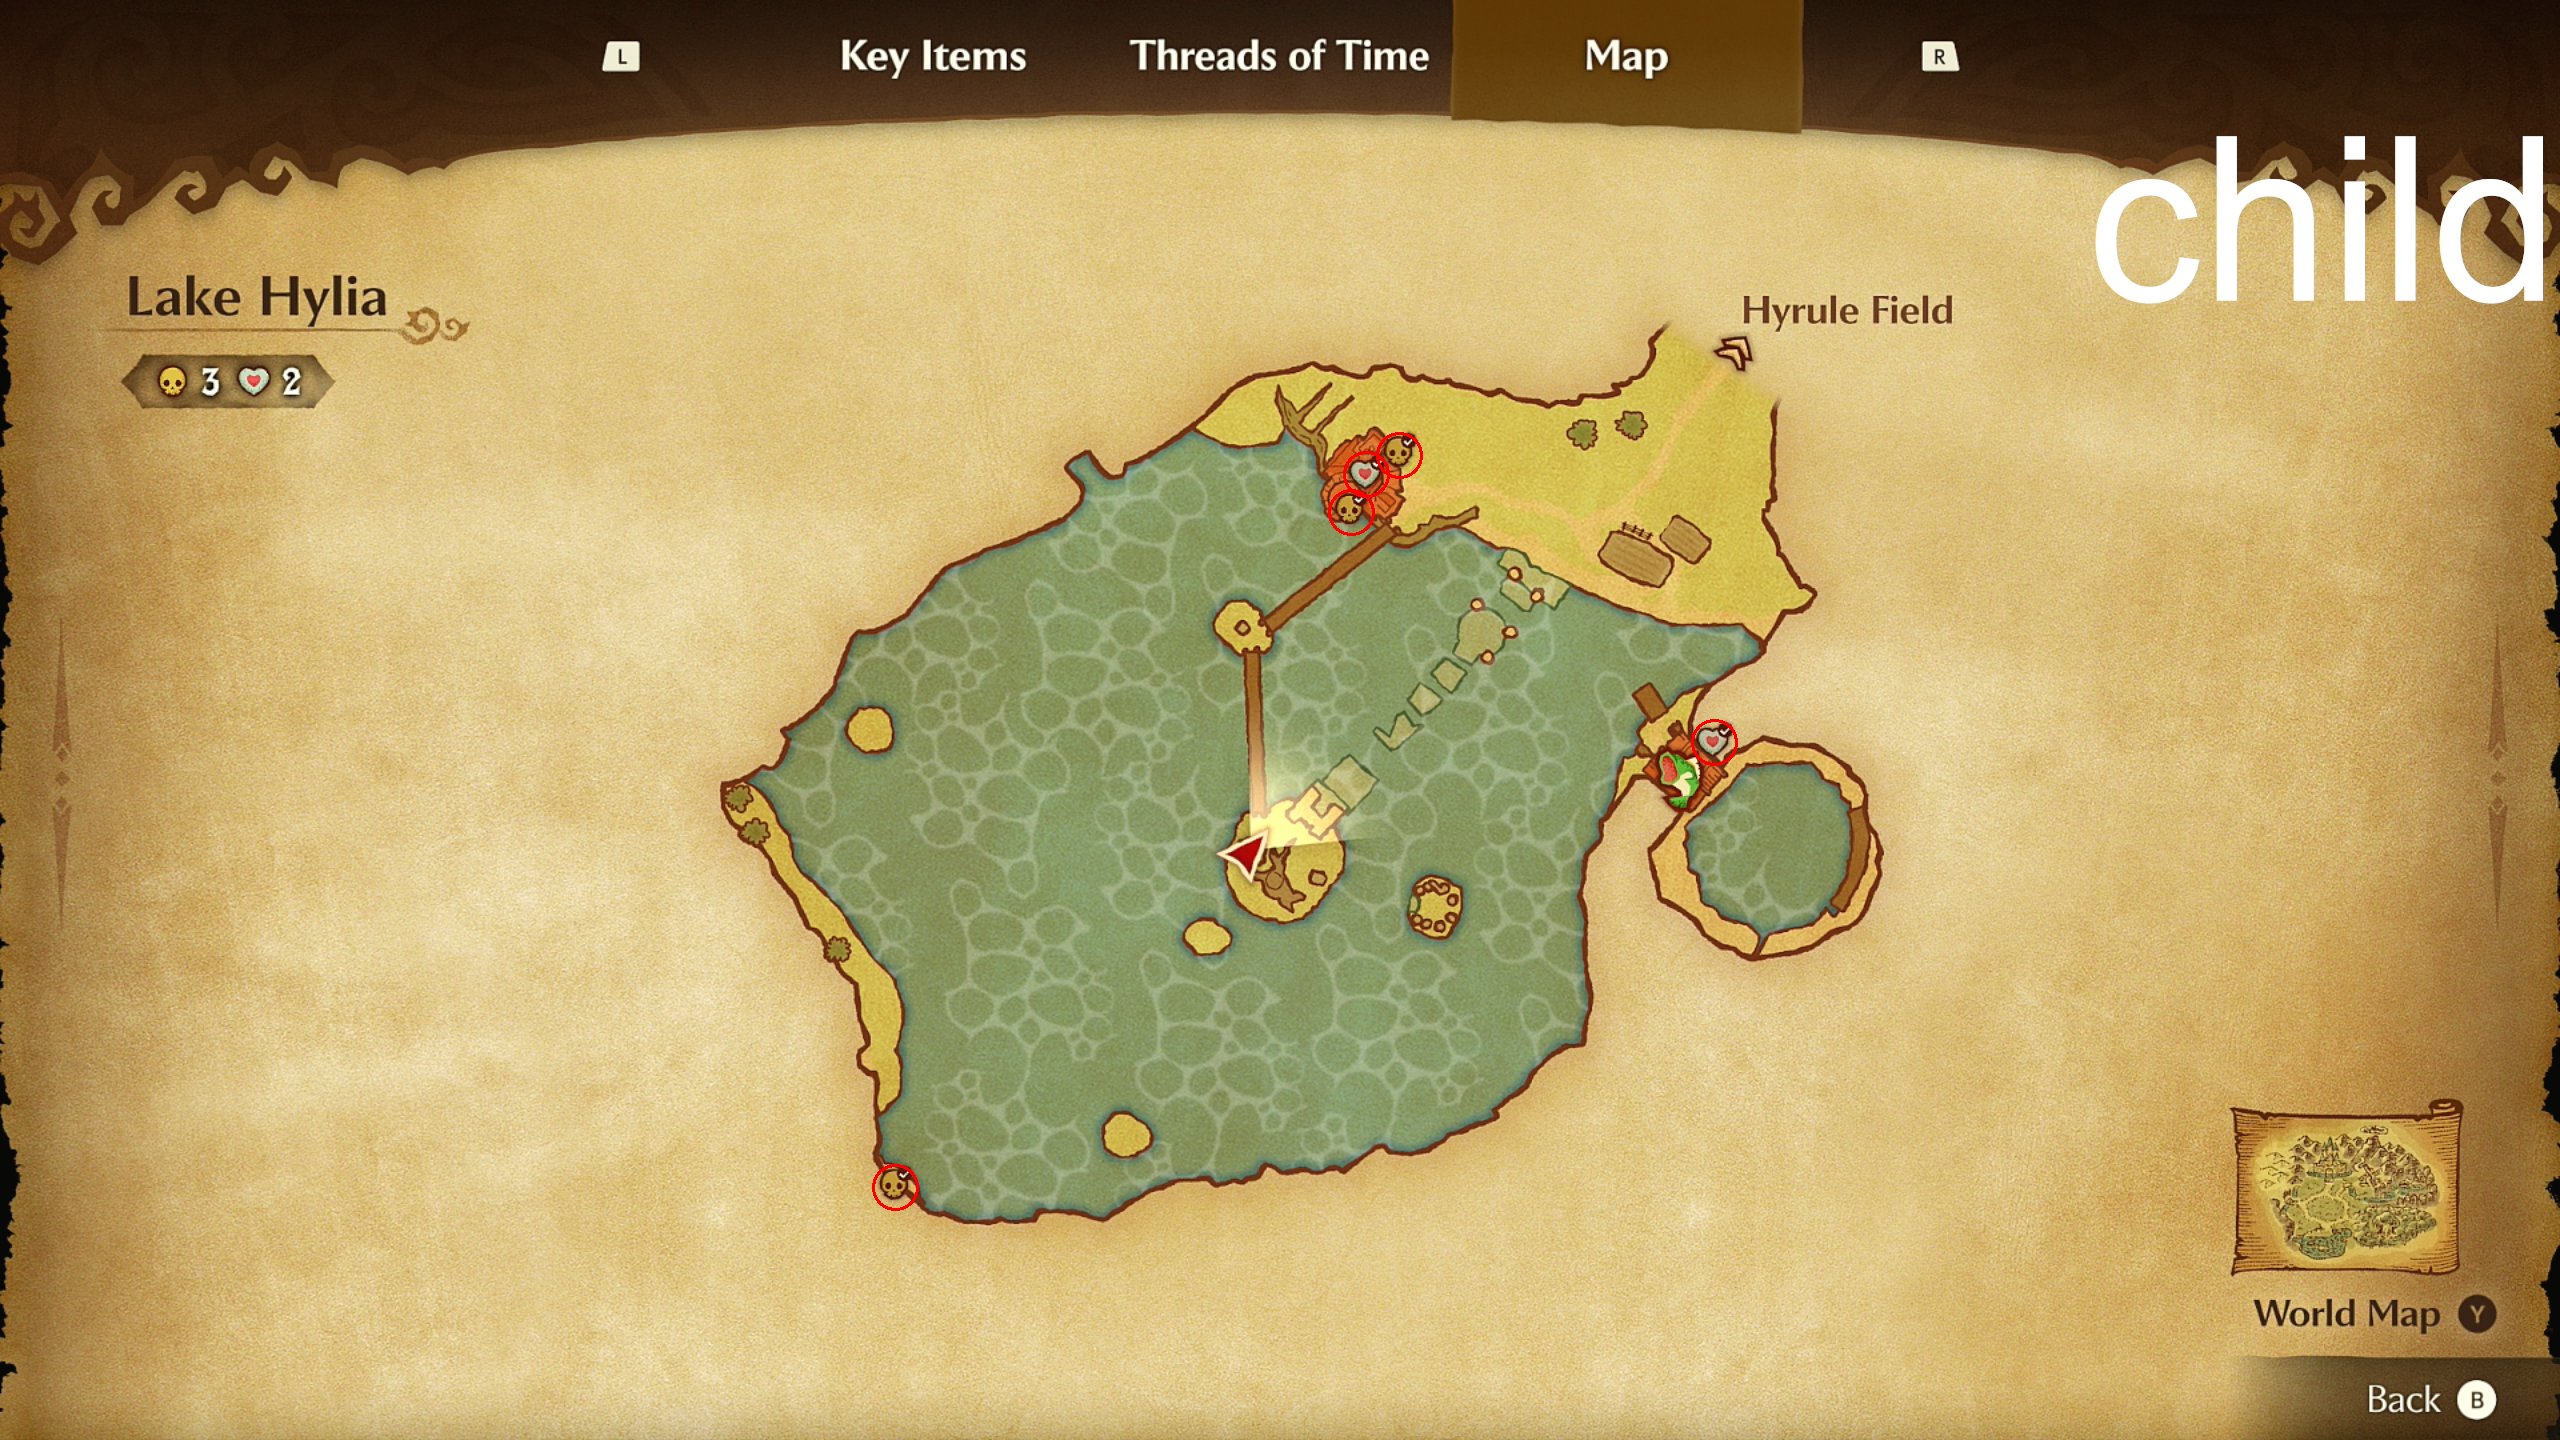 L Key Items Threads of Time Map R
child
Lake Hylia
3 2
Hyrule Field
World Map Y
Back B